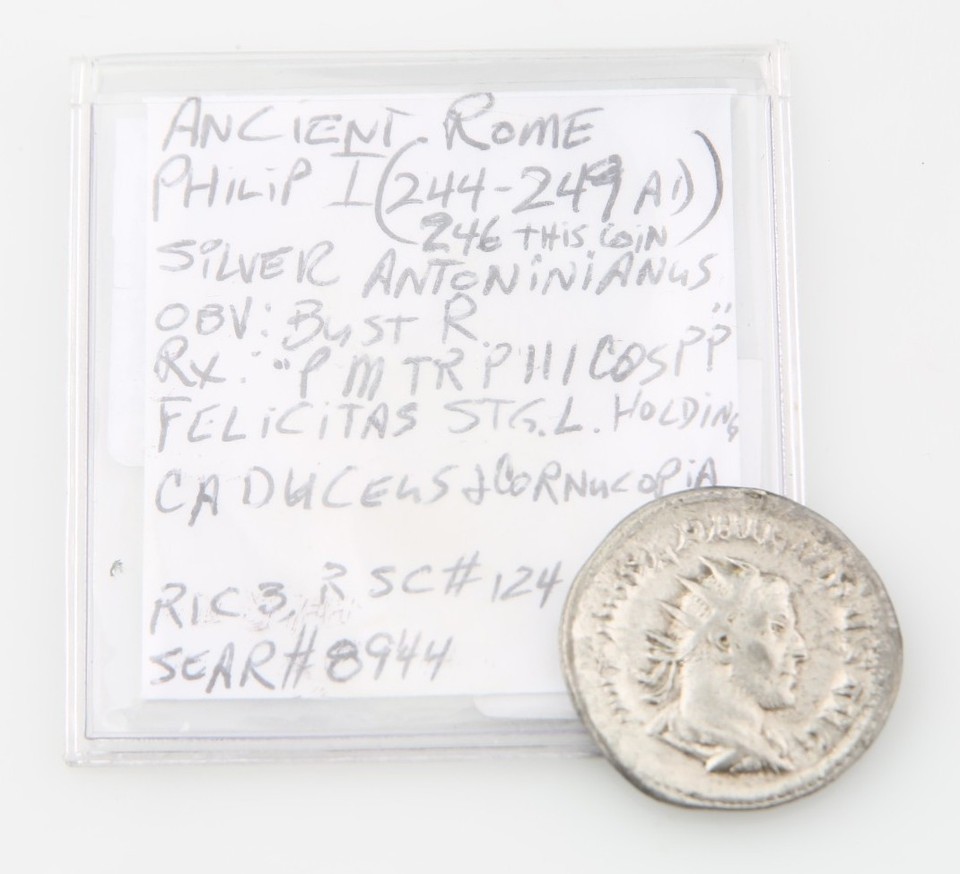 ANCIENT ROME
PHILIP I (244-249 AD)
246 THIS COIN
SILVER ANTONINIANUS
OBV: BUST R
RX: "P M TR P III COS PP"
FELICITAS STG. L. HOLDING
CADUCEUS & CORNUCOPIA
RIC 3, RSC# 124
SEAR# 8944